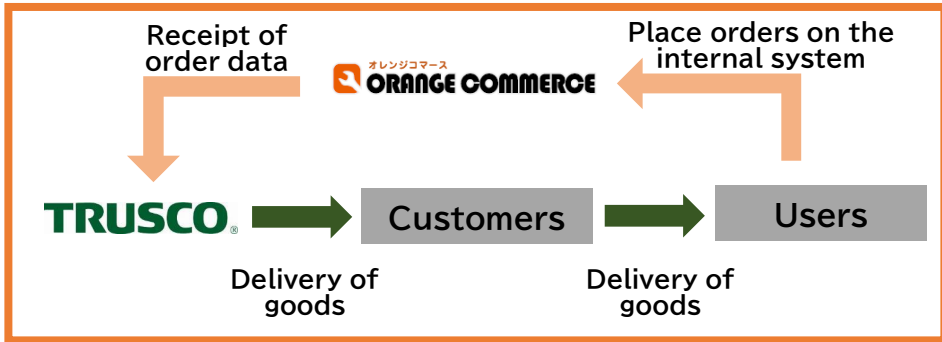 Receipt of
order data
オレンジコマース
ORANGE COMMERCE
Place orders on the
internal system
TRUSCO®
Customers
Users
Delivery of
goods
Delivery of
goods